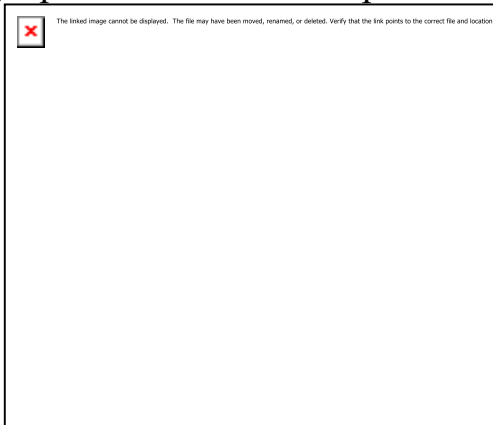 The linked image cannot be displayed. The file may have been moved, renamed, or deleted. Verify that the link points to the correct file and location